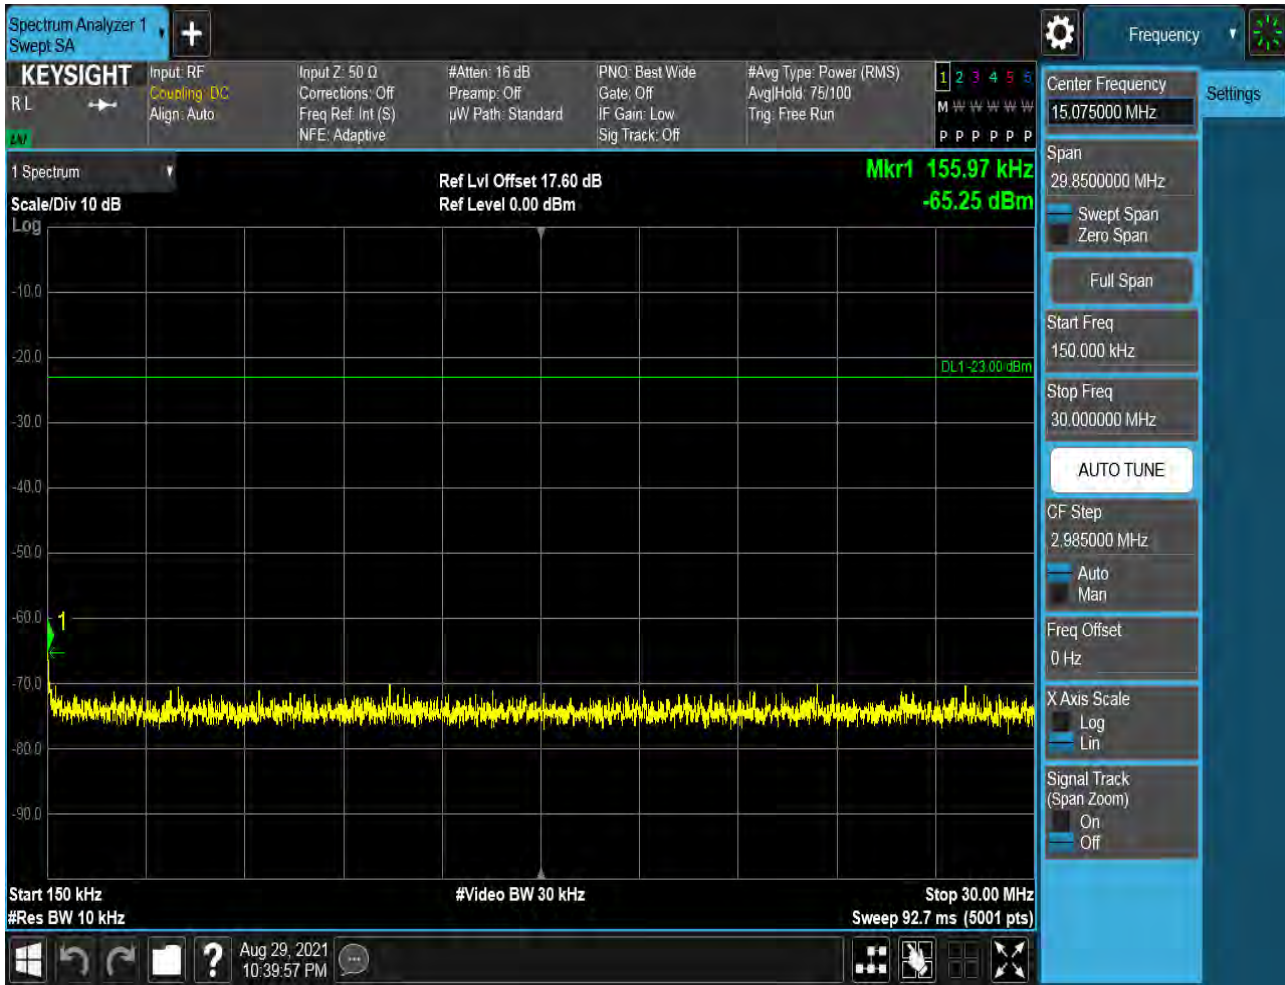 Spectrum Analyzer 1
Swept SA
+
Frequency
KEYSIGHT
R L
LXI
Input: RF
Coupling: DC
Align: Auto
Input Z: 50 Ω
Corrections: Off
Freq Ref: Int (S)
NFE: Adaptive
#Atten: 16 dB
Preamp: Off
µW Path: Standard
PNO: Best Wide
Gate: Off
IF Gain: Low
Sig Track: Off
#Avg Type: Power (RMS)
Avg|Hold: 75/100
Trig: Free Run
1 2 3 4 5 6
M W W W W W
P P P P P P
1 Spectrum
Scale/Div 10 dB
Log
Ref Lvl Offset 17.60 dB
Ref Level 0.00 dBm
Mkr1 155.97 kHz
-65.25 dBm
-10.0
-20.0
DL1 -23.00 dBm
-30.0
-40.0
-50.0
-60.0
1
-70.0
-80.0
-90.0
Start 150 kHz
#Video BW 30 kHz
Stop 30.00 MHz
#Res BW 10 kHz
Sweep 92.7 ms (5001 pts)
?
Aug 29, 2021
10:39:57 PM
Center Frequency
15.075000 MHz
Settings
Span
29.8500000 MHz
Swept Span
Zero Span
Full Span
Start Freq
150.000 kHz
Stop Freq
30.000000 MHz
AUTO TUNE
CF Step
2.985000 MHz
Auto
Man
Freq Offset
0 Hz
X Axis Scale
Log
Lin
Signal Track
(Span Zoom)
On
Off